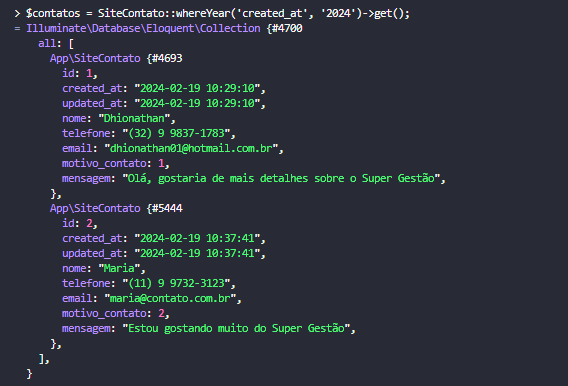 > $contatos = SiteContato::whereYear('created_at', '2024')->get();
= Illuminate\Database\Eloquent\Collection {#4700
all: [
App\SiteContato {#4693
id: 1,
created_at: "2024-02-19 10:29:10",
updated_at: "2024-02-19 10:29:10",
nome: "Dhionathan",
telefone: "(32) 9 9837-1783",
email: "dhionathan01@hotmail.com.br",
motivo_contato: 1,
mensagem: "Olá, gostaria de mais detalhes sobre o Super Gestão",
},
App\SiteContato {#5444
id: 2,
created_at: "2024-02-19 10:37:41",
updated_at: "2024-02-19 10:37:41",
nome: "Maria",
telefone: "(11) 9 9732-3123",
email: "maria@contato.com.br",
motivo_contato: 2,
mensagem: "Estou gostando muito do Super Gestão",
},
],
}